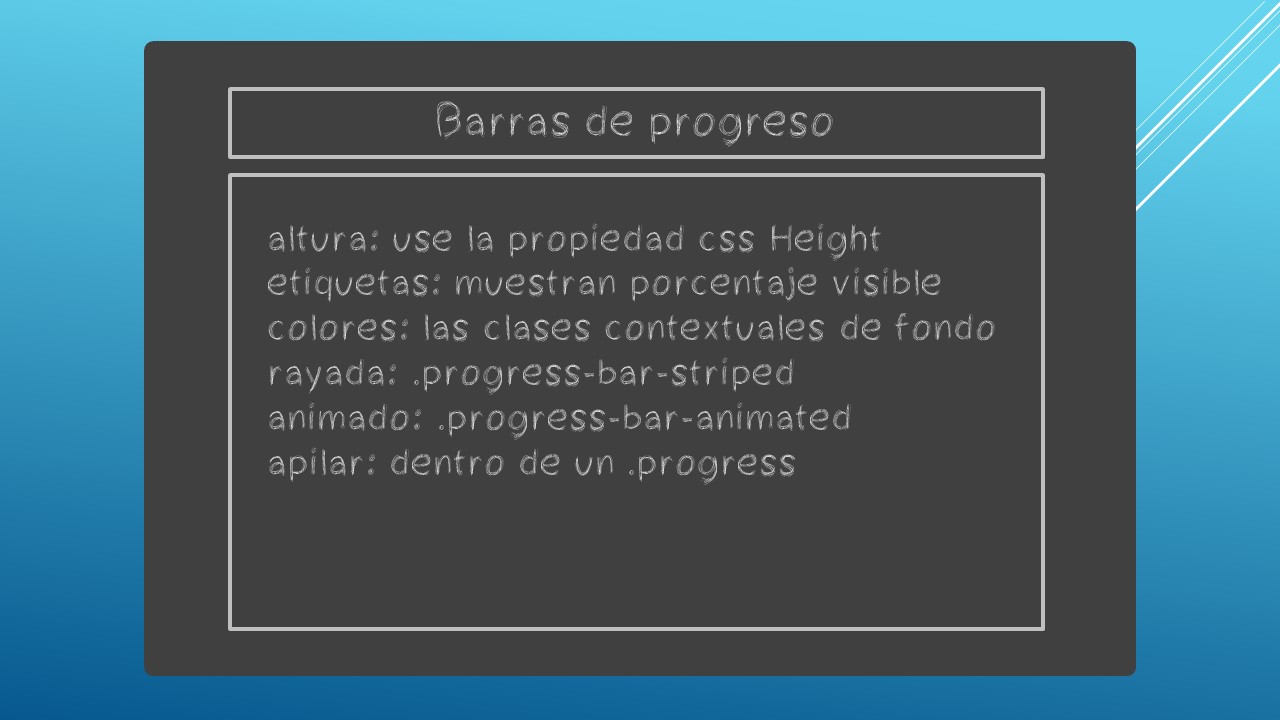 Barras de progreso
altura: use la propiedad css Height
etiquetas: muestran porcentaje visible
colores: las clases contextuales de fondo
rayada: .progress-bar-striped
animado: .progress-bar-animated
apilar: dentro de un .progress